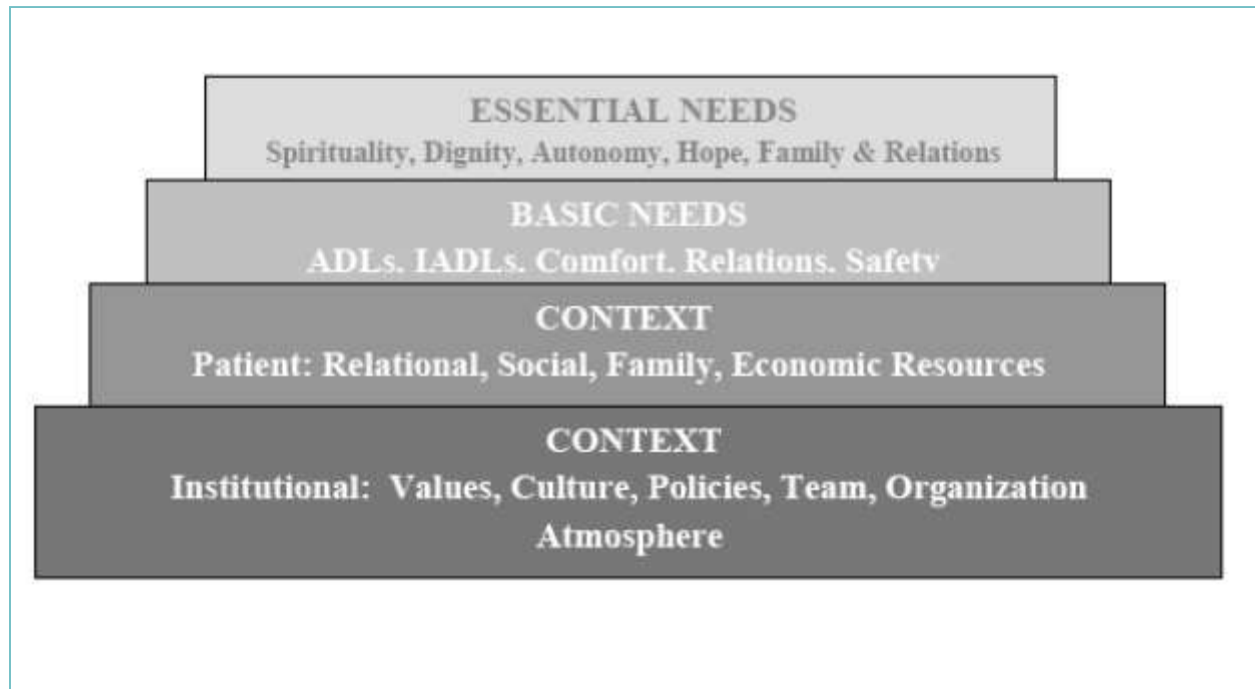 ESSENTIAL NEEDS
Spirituality, Dignity, Autonomy, Hope, Family & Relations
BASIC NEEDS
ADLs. IADLs. Comfort. Relations. Safety
CONTEXT
Patient: Relational, Social, Family, Economic Resources
CONTEXT
Institutional:  Values, Culture, Policies, Team, Organization
Atmosphere